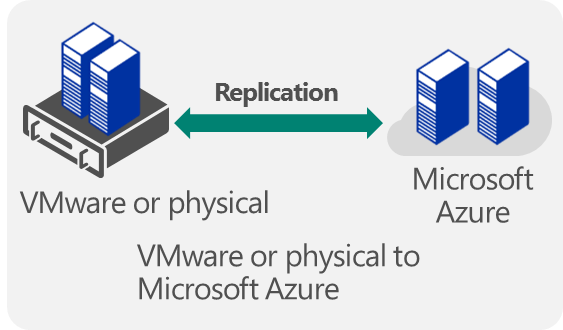 Replication
VMware or physical
Microsoft
Azure
VMware or physical to
Microsoft Azure